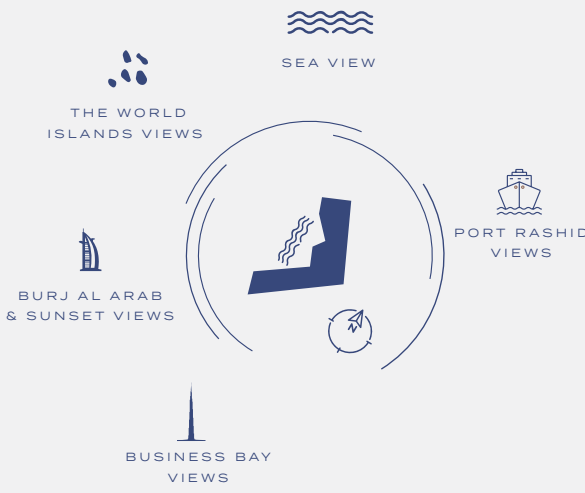 SEA VIEW
THE WORLD
ISLANDS VIEWS
PORT RASHID
VIEWS
BURJ AL ARAB
& SUNSET VIEWS
N
BUSINESS BAY
VIEWS